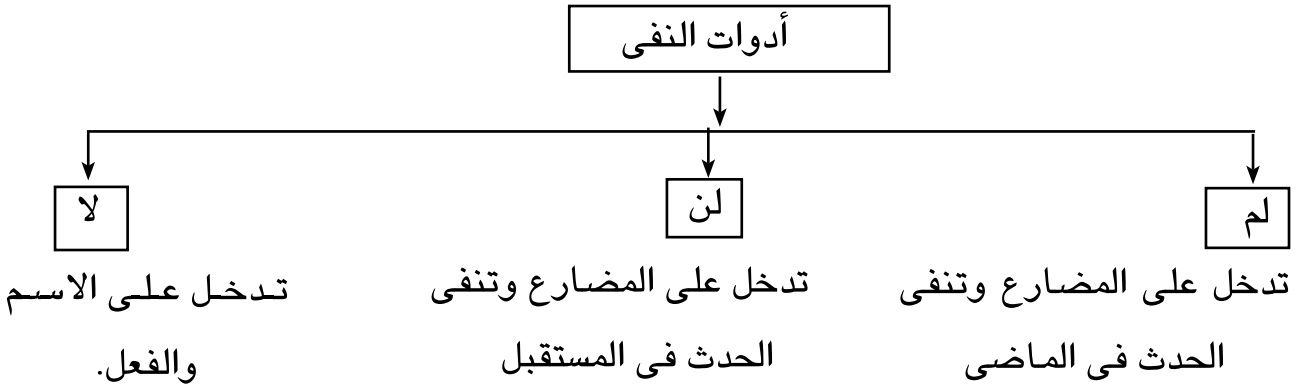 أدوات النفى
لم
تدخل على المضارع وتنفى
الحدث فى الماضى
لن
تدخل على المضارع وتنفى
الحدث فى المستقبل
لا
تدخل على الاسم
والفعل.